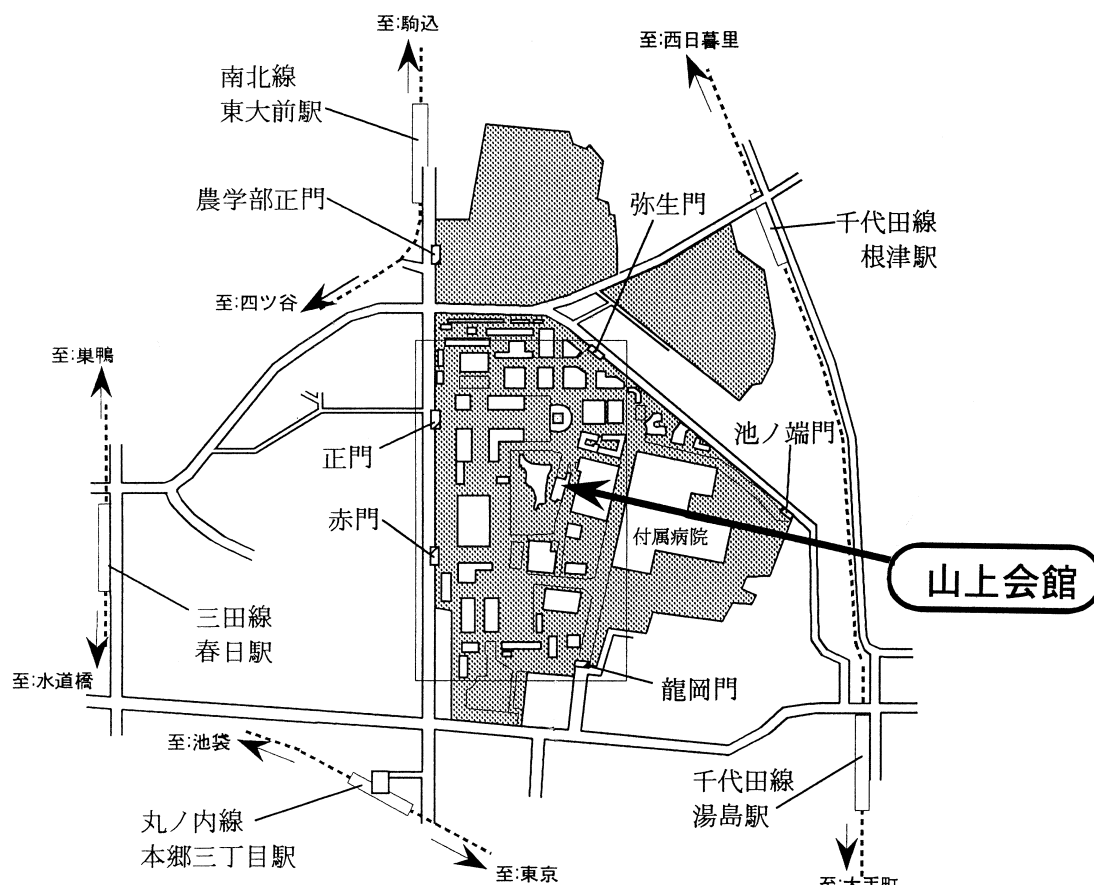 至:駒込
至:西日暮里
南北線
東大前駅
農学部正門
弥生門
千代田線
根津駅
至:四ツ谷
至:巣鴨
正門
池ノ端門
赤門
付属病院
山上会館
三田線
春日駅
至:水道橋
龍岡門
至:池袋
千代田線
湯島駅
丸ノ内線
本郷三丁目駅
至:東京
至:大手町